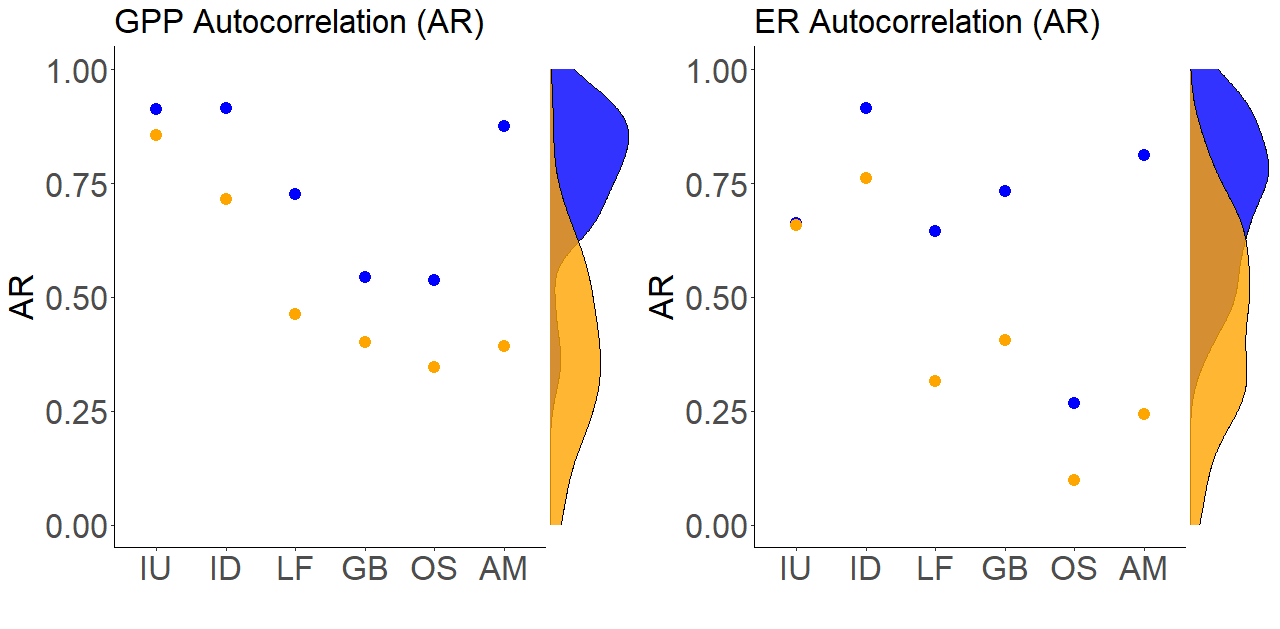 GPP Autocorrelation (AR)
AR
1.00
0.75
0.50
0.25
0.00
IU ID LF GB OS AM
ER Autocorrelation (AR)
AR
1.00
0.75
0.50
0.25
0.00
IU ID LF GB OS AM